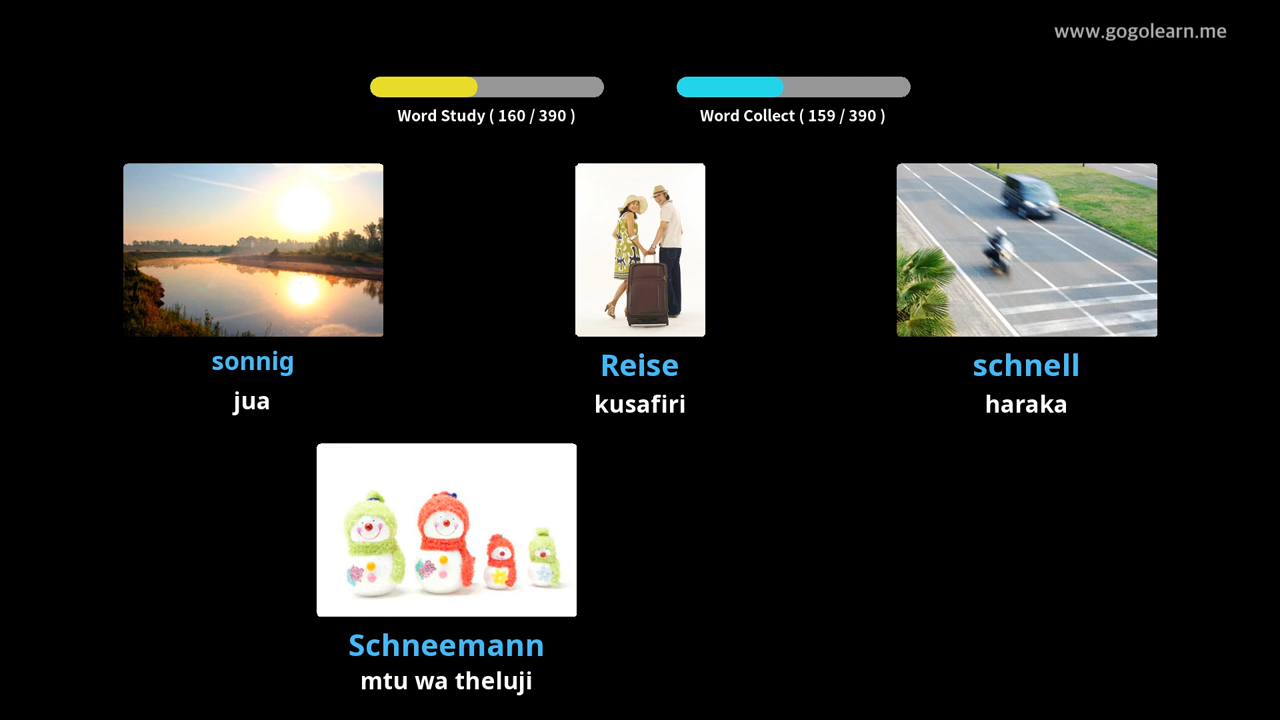 www.gogolearn.me
Word Study ( 160 / 390 )
Word Collect ( 159 / 390 )
sonnig
jua
Reise
kusafiri
schnell
haraka
Schneemann
mtu wa theluji